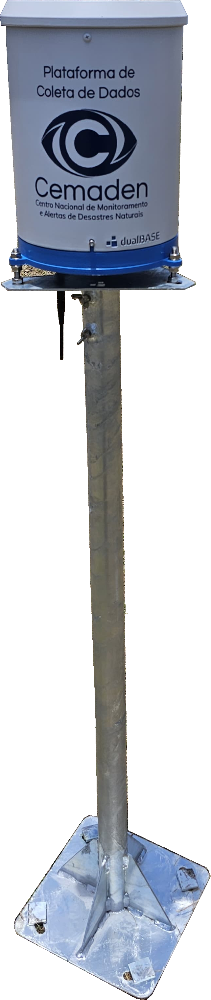 Plataforma de
Coleta de Dados
Cemaden
Centro Nacional de Monitoramento
e Alertas de Desastres Naturais
dualBASE